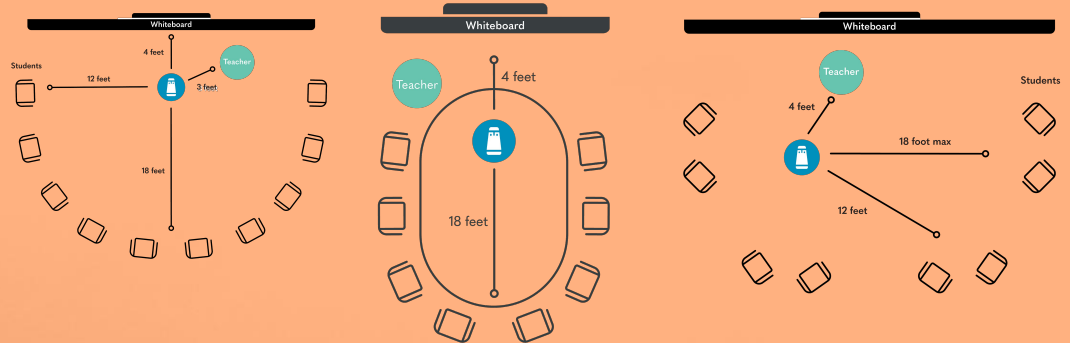 Whiteboard
4 feet
Teacher
Students
12 feet
3 feet
18 feet
Whiteboard
4 feet
Teacher
18 feet
Whiteboard
Teacher
Students
4 feet
18 foot max
12 feet